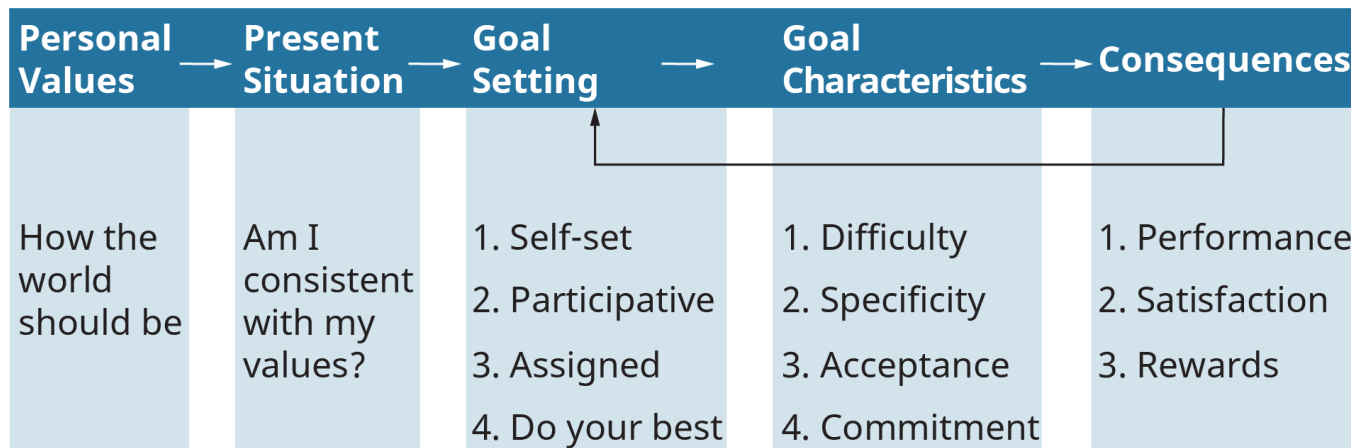 Personal
Values
Present
Situation
Goal
Setting
Goal
Characteristics
Consequences
How the
world
should be
Am I
consistent
with my
values?
1. Self-set
2. Participative
3. Assigned
4. Do your best
1. Difficulty
2. Specificity
3. Acceptance
4. Commitment
1. Performance
2. Satisfaction
3. Rewards